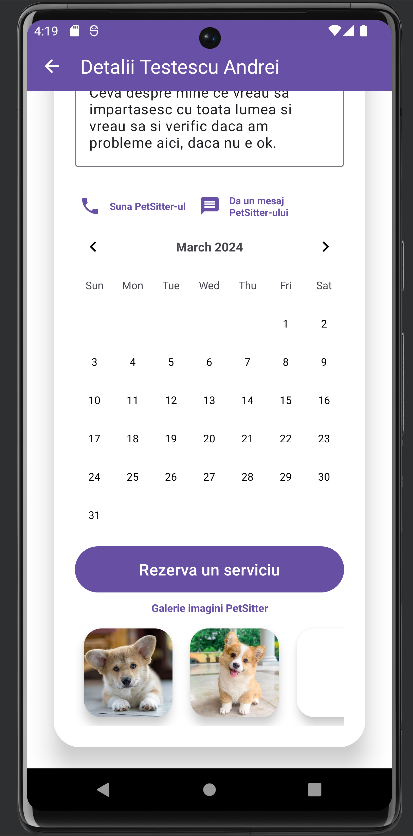 4:19
Detalii Testescu Andrei
Ceva despre mine ce vreau sa
impartasesc cu toata lumea si
vreau sa si verific daca am
probleme aici, daca nu e ok.
Suna PetSitter-ul
Da un mesaj
PetSitter-ului
March 2024
Sun Mon Tue Wed Thu Fri Sat
1 2
3 4 5 6 7 8 9
10 11 12 13 14 15 16
17 18 19 20 21 22 23
24 25 26 27 28 29 30
31
Rezerva un serviciu
Galerie imagini PetSitter